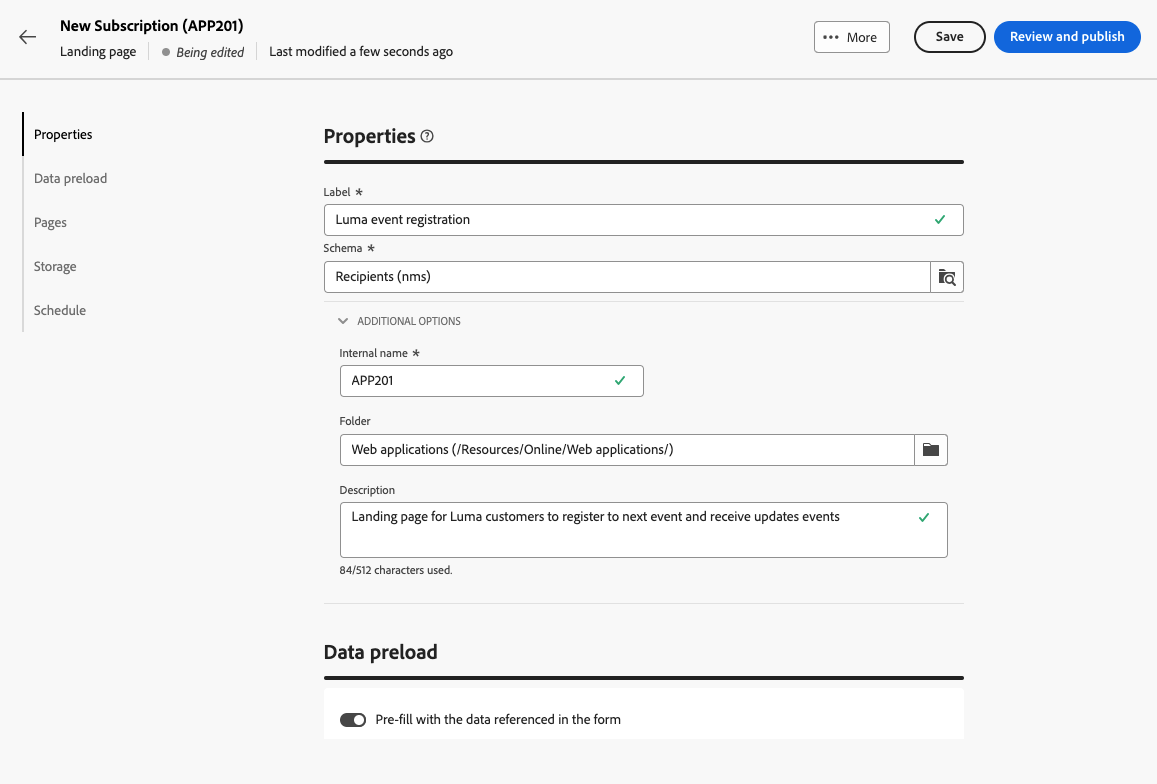 New Subscription (APP201)
Landing page
Being edited
Last modified a few seconds ago
More
Save
Review and publish
Properties
Data preload
Pages
Storage
Schedule
Properties
Label *
Luma event registration
Schema *
Recipients (nms)
ADDITIONAL OPTIONS
Internal name *
APP201
Folder
Web applications (/Resources/Online/Web applications/)
Description
Landing page for Luma customers to register to next event and receive updates events
84/512 characters used.
Data preload
Pre-fill with the data referenced in the form